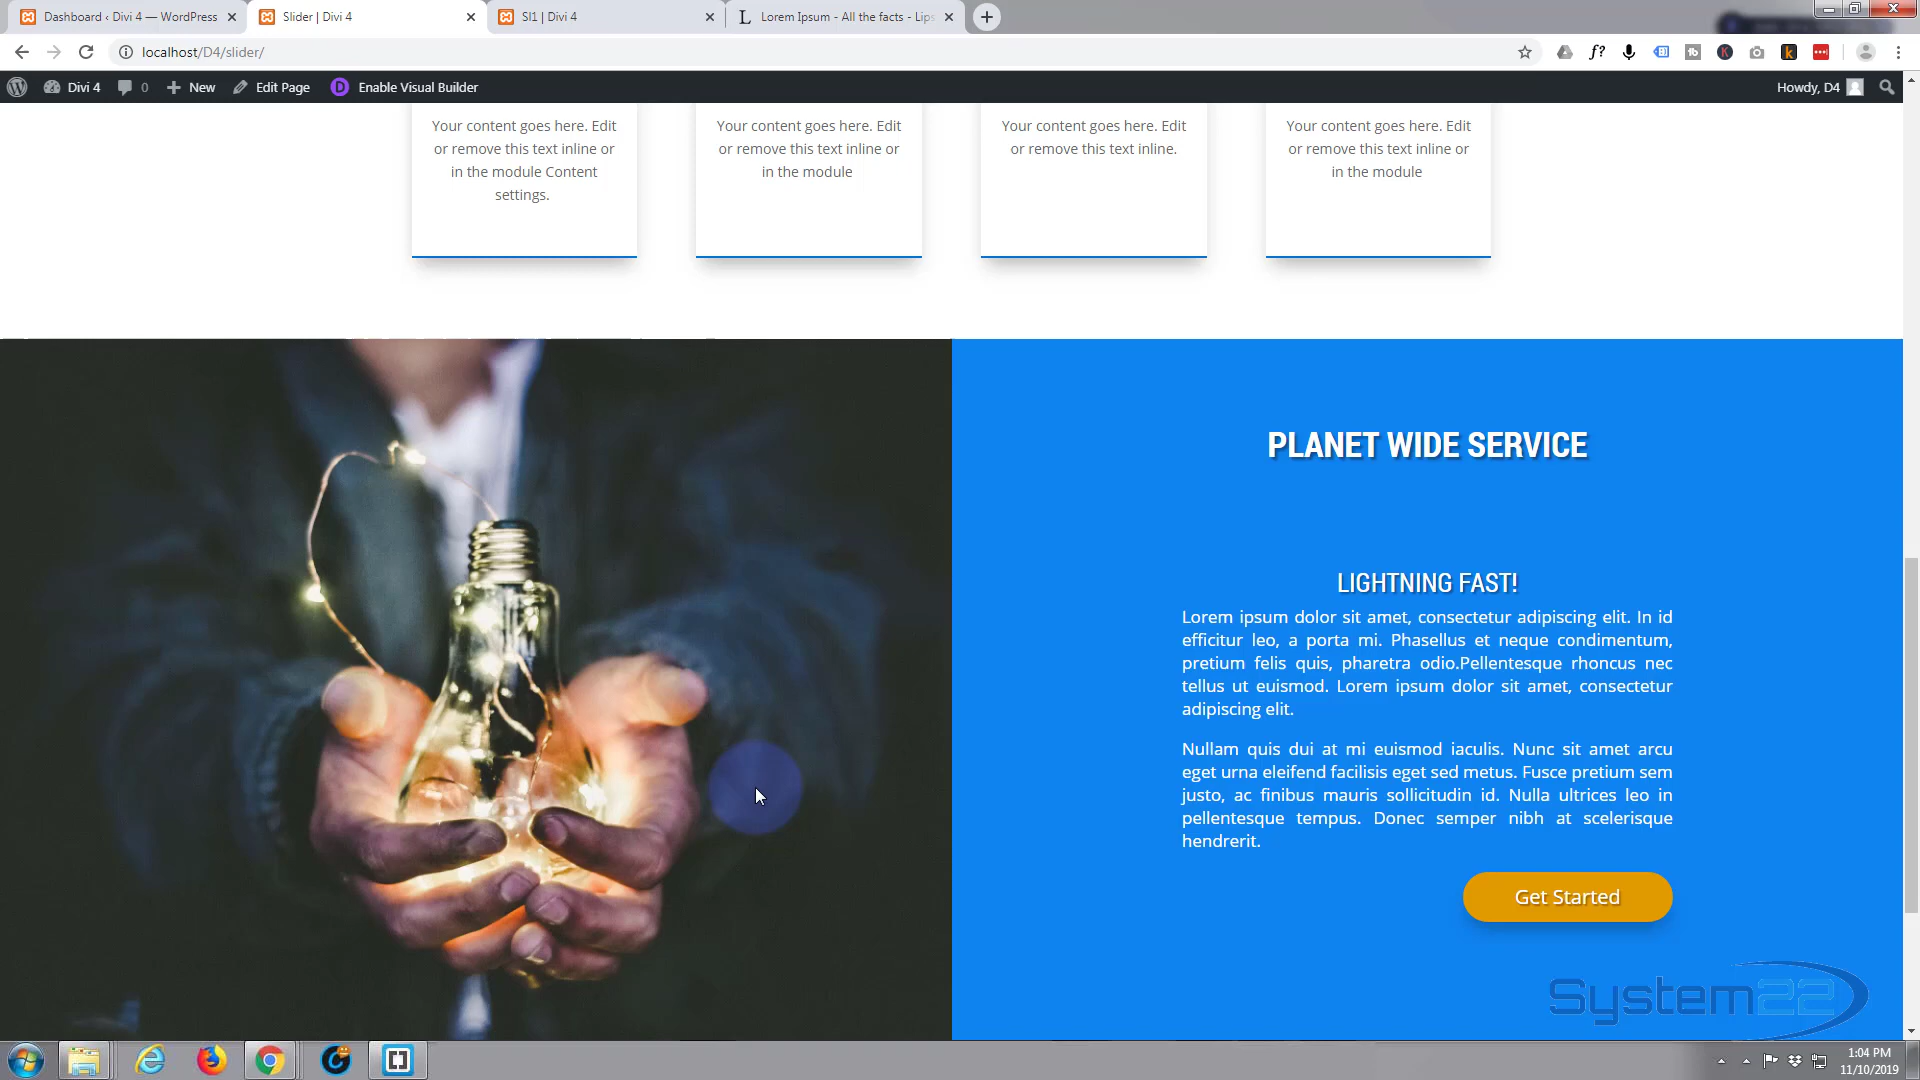 Dashboard ‹ Divi 4 — WordPress
Slider | Divi 4
Sl1 | Divi 4
Lorem Ipsum - All the facts - Lips
localhost/D4/slider/
Divi 4
0
New
Edit Page
Enable Visual Builder
Howdy, D4
Your content goes here. Edit
or remove this text inline or
in the module Content
settings.
Your content goes here. Edit
or remove this text inline or
in the module
Your content goes here. Edit
or remove this text inline.
Your content goes here. Edit
or remove this text inline or
in the module
PLANET WIDE SERVICE
LIGHTNING FAST!
Lorem ipsum dolor sit amet, consectetur adipiscing elit. In id
efficitur leo, a porta mi. Phasellus et neque condimentum,
pretium felis quis, pharetra odio.Pellentesque rhoncus nec
tellus ut euismod. Lorem ipsum dolor sit amet, consectetur
adipiscing elit.
Nullam quis dui at mi euismod iaculis. Nunc sit amet arcu
eget urna eleifend facilisis eget sed metus. Fusce pretium sem
justo, ac finibus mauris sollicitudin id. Nulla ultrices leo in
pellentesque tempus. Donec semper nibh at scelerisque
hendrerit.
Get Started
System22
1:04 PM
11/10/2019